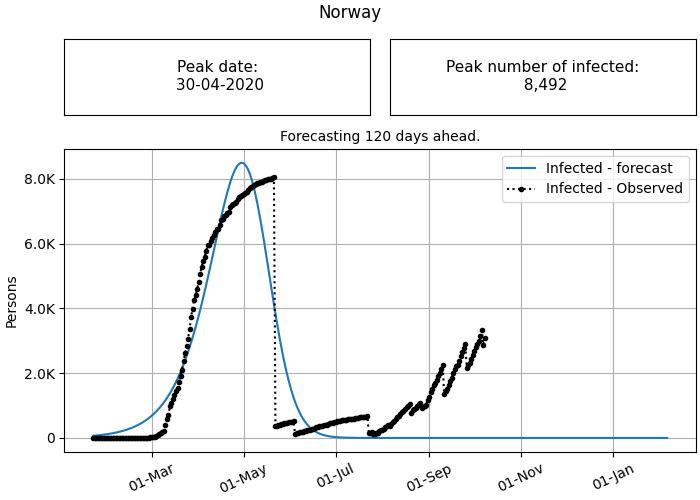 Norway
Peak date:
30-04-2020
Peak number of infected:
8,492
Forecasting 120 days ahead.
Infected - forecast
Infected - Observed
8.0K
6.0K
4.0K
2.0K
0
Persons
01-Mar
01-May
01-Jul
01-Sep
01-Nov
01-Jan